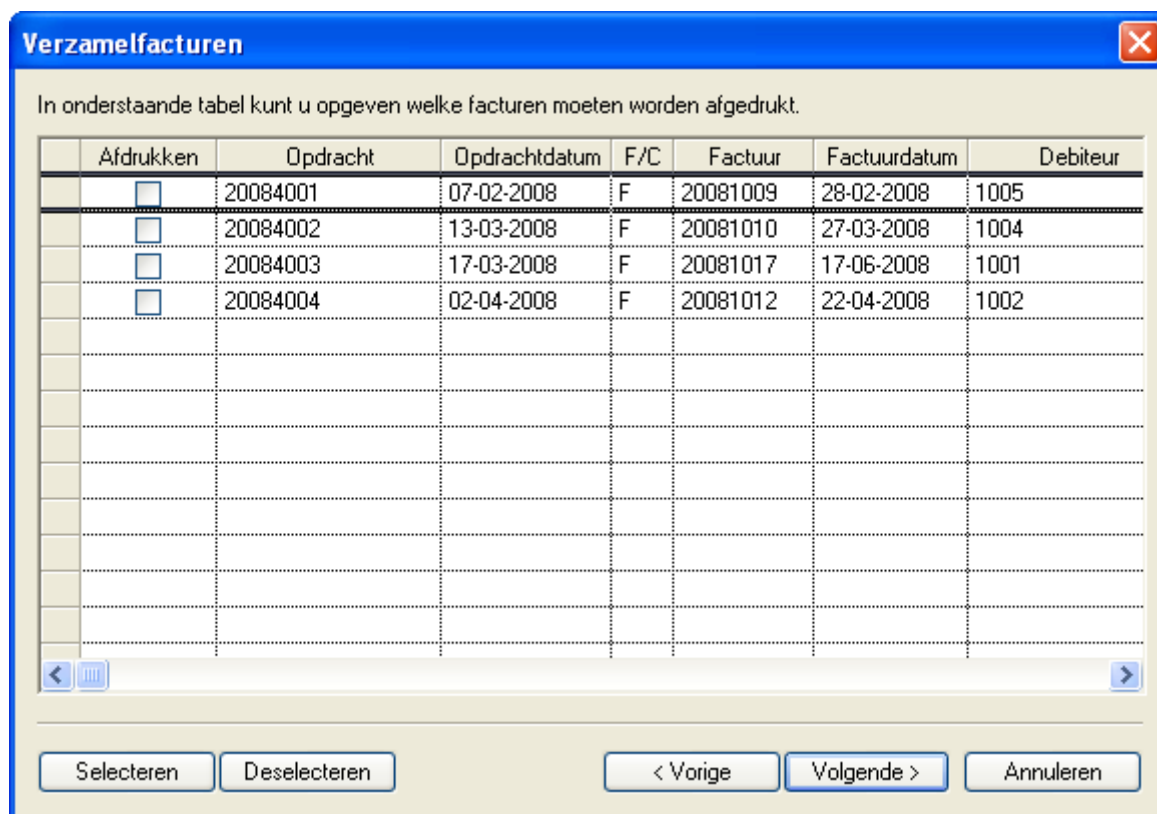 Verzamelfacturen
In onderstaande tabel kunt u opgeven welke facturen moeten worden afgedrukt.
Afdrukken Opdracht Opdrachtdatum F/C Factuur Factuurdatum Debiteur
20084001 07-02-2008 F 20081009 28-02-2008 1005
20084002 13-03-2008 F 20081010 27-03-2008 1004
20084003 17-03-2008 F 20081017 17-06-2008 1001
20084004 02-04-2008 F 20081012 22-04-2008 1002
Selecteren Deselecteren < Vorige Volgende > Annuleren